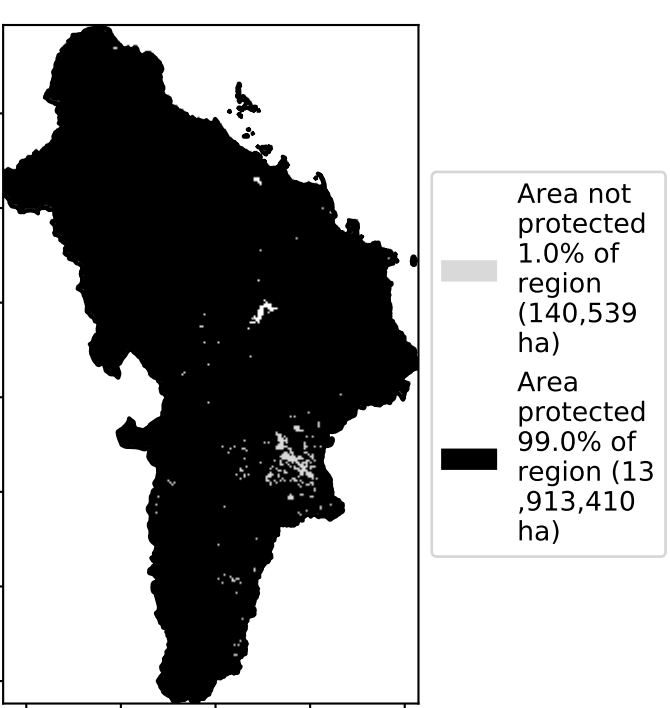 Area not
protected
1.0% of
region
(140,539
ha)
Area
protected
99.0% of
region (13
,913,410
ha)